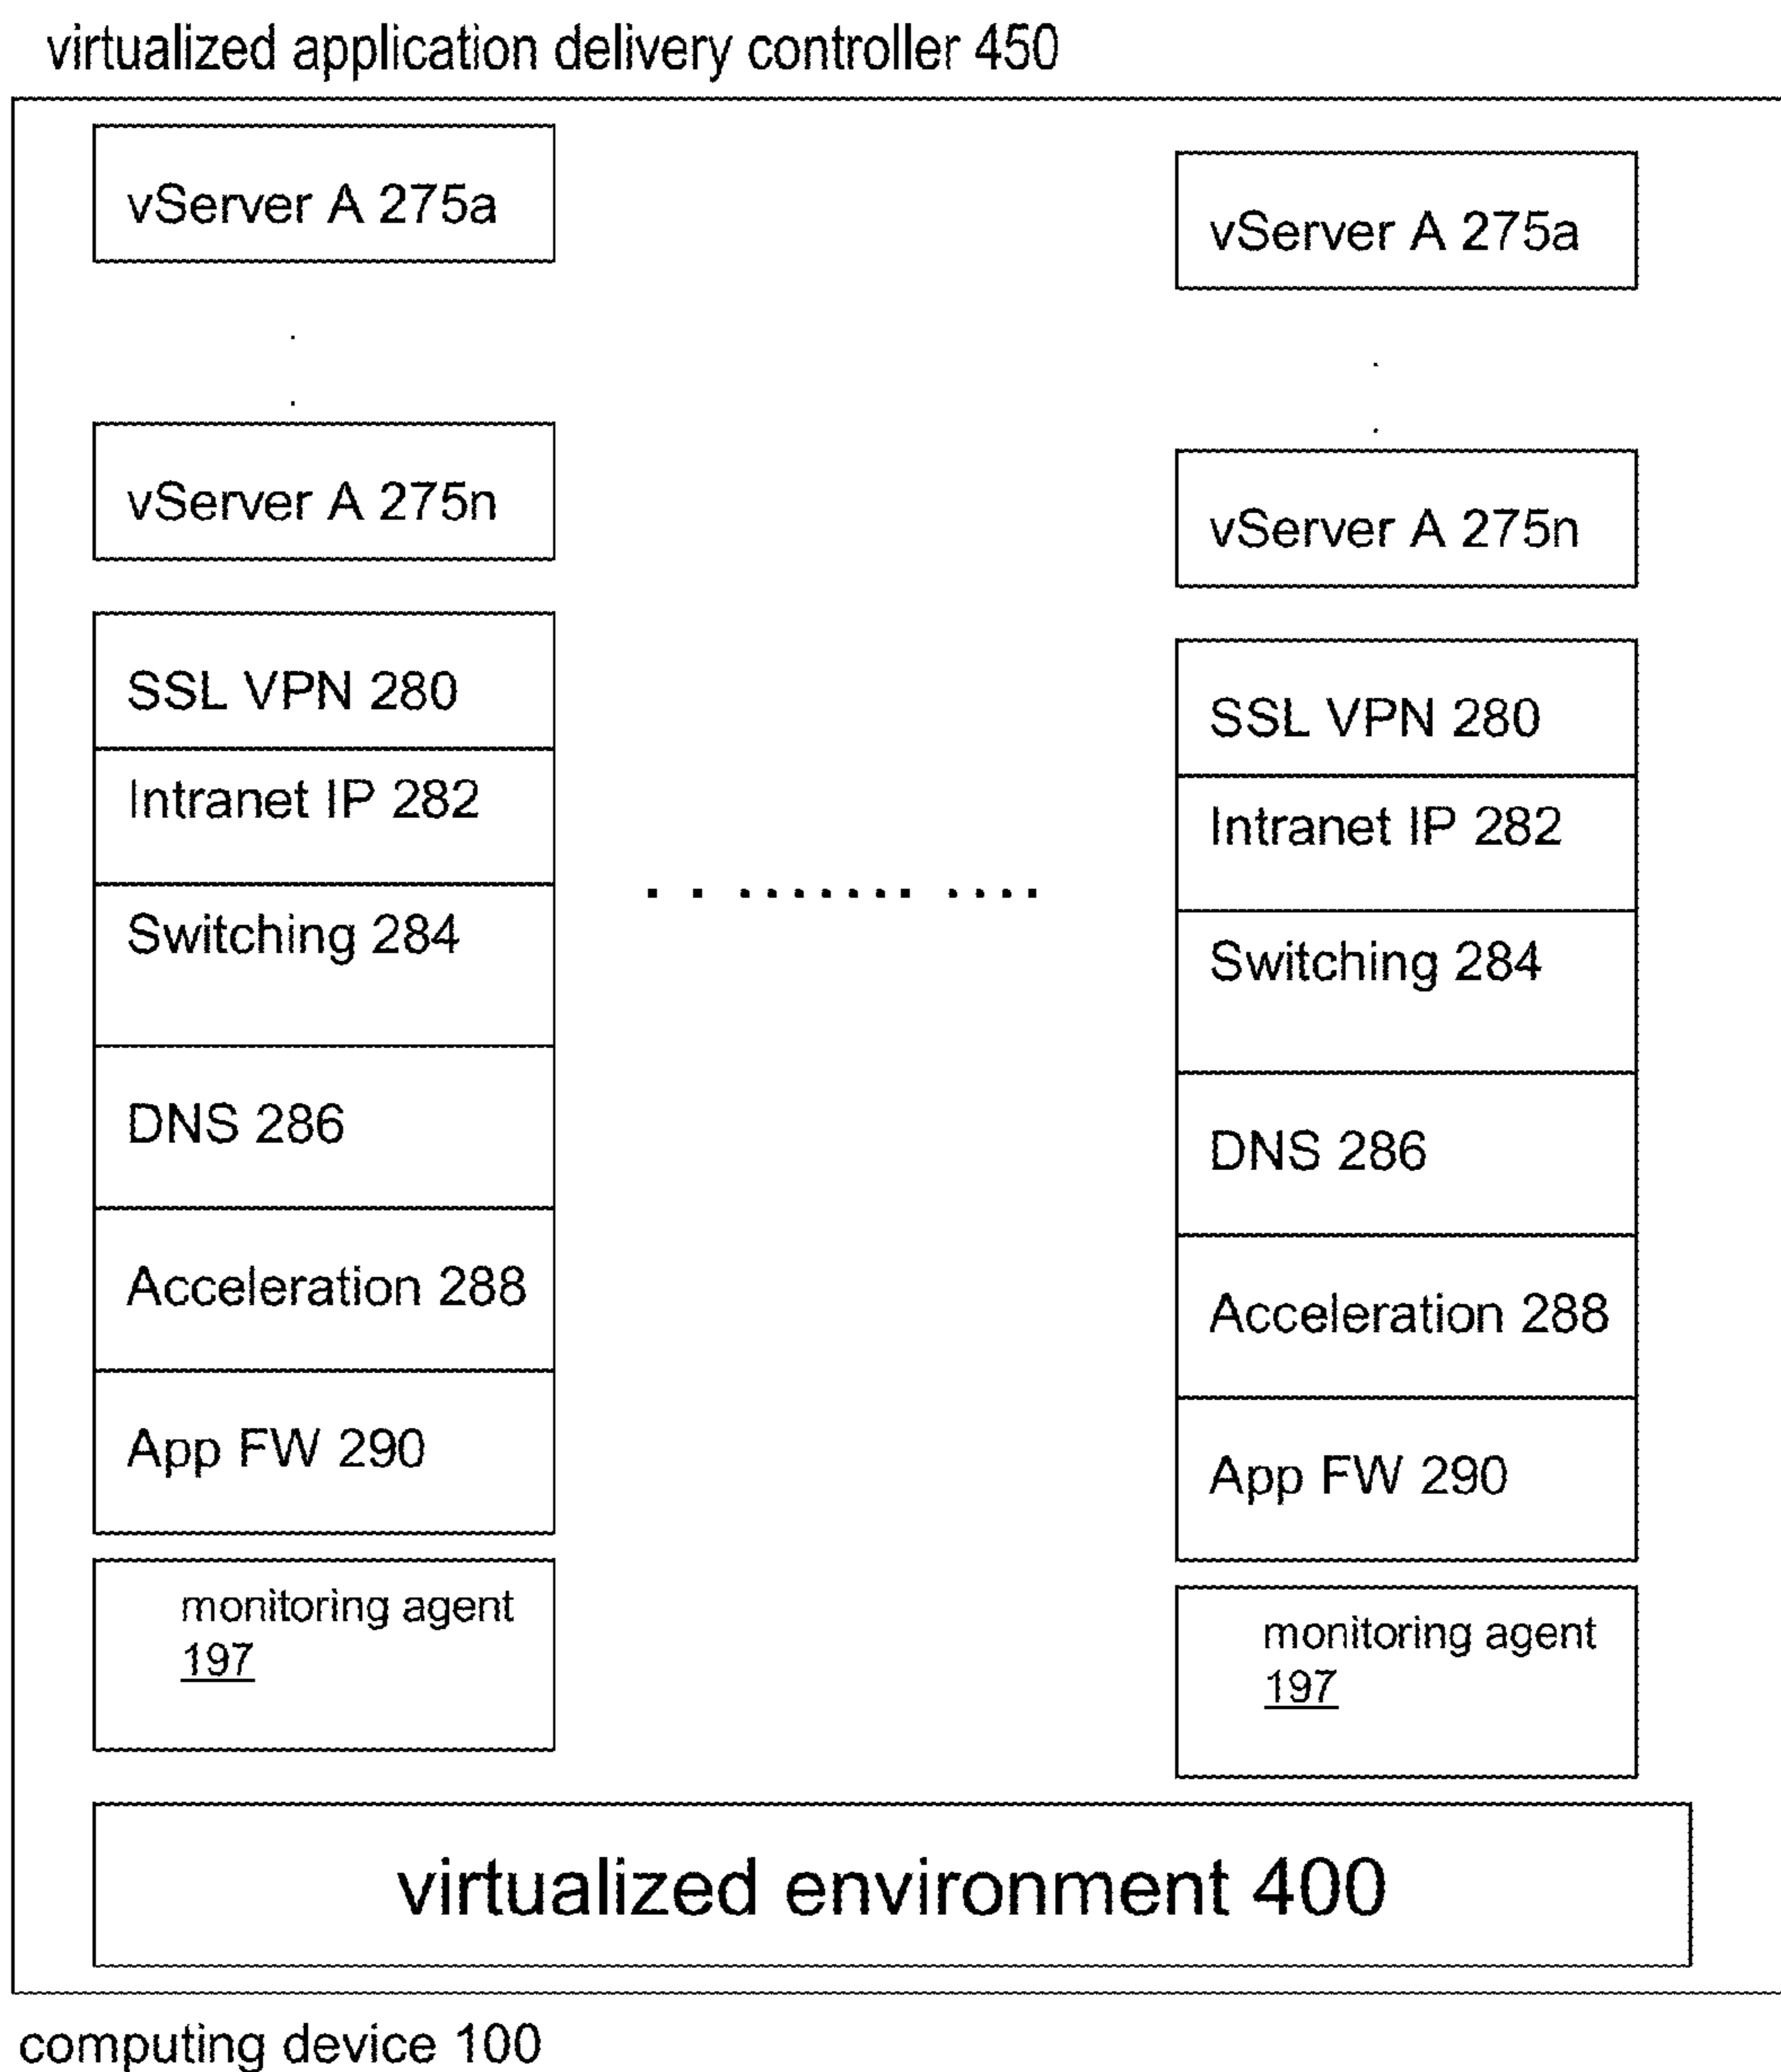 virtualized application delivery controller 450
vServer A 275a
vServer A 275n
SSL VPN 280
Intranet IP 282
Switching 284
DNS 286
Acceleration 288
App FW 290
monitoring agent
197
vServer A 275a
vServer A 275n
SSL VPN 280
Intranet IP 282
Switching 284
DNS 286
Acceleration 288
App FW 290
monitoring agent
197
virtualized environment 400
computing device 100